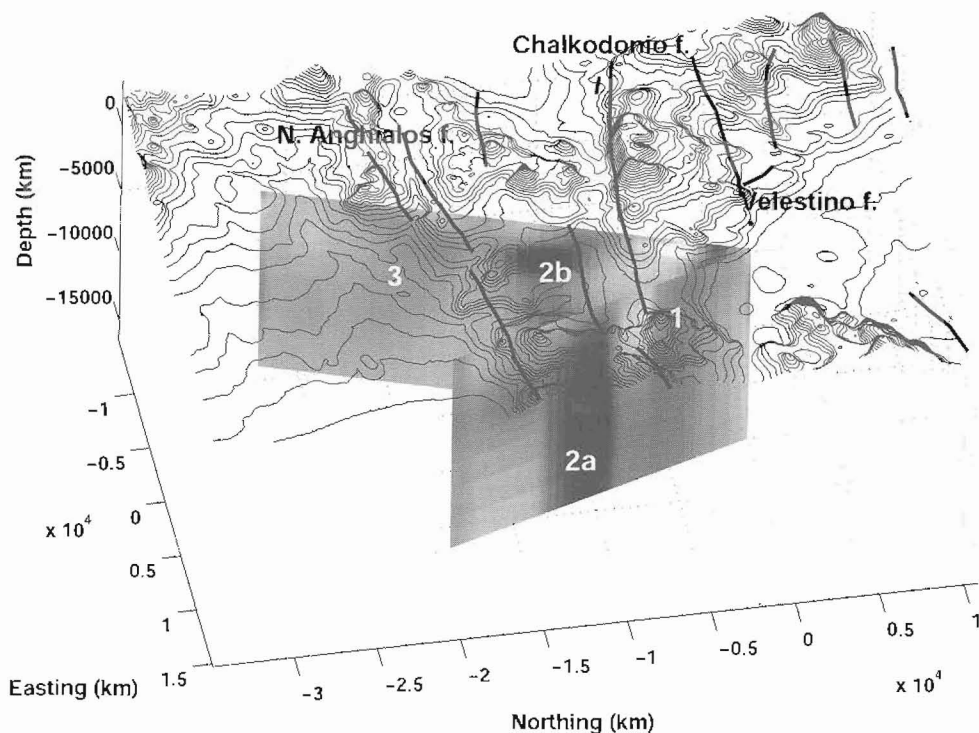 Chalkodonio f.
N. Anghialos f.
Velestino f.
0
-5000
-10000
-15000
Depth (km)
3
2b
1
2a
-1
-0.5
0
0.5
1
1.5
x 10⁴
Easting (km)
-3
-2.5
-2
-1.5
-1
-0.5
0
0.5
1
x 10⁴
Northing (km)